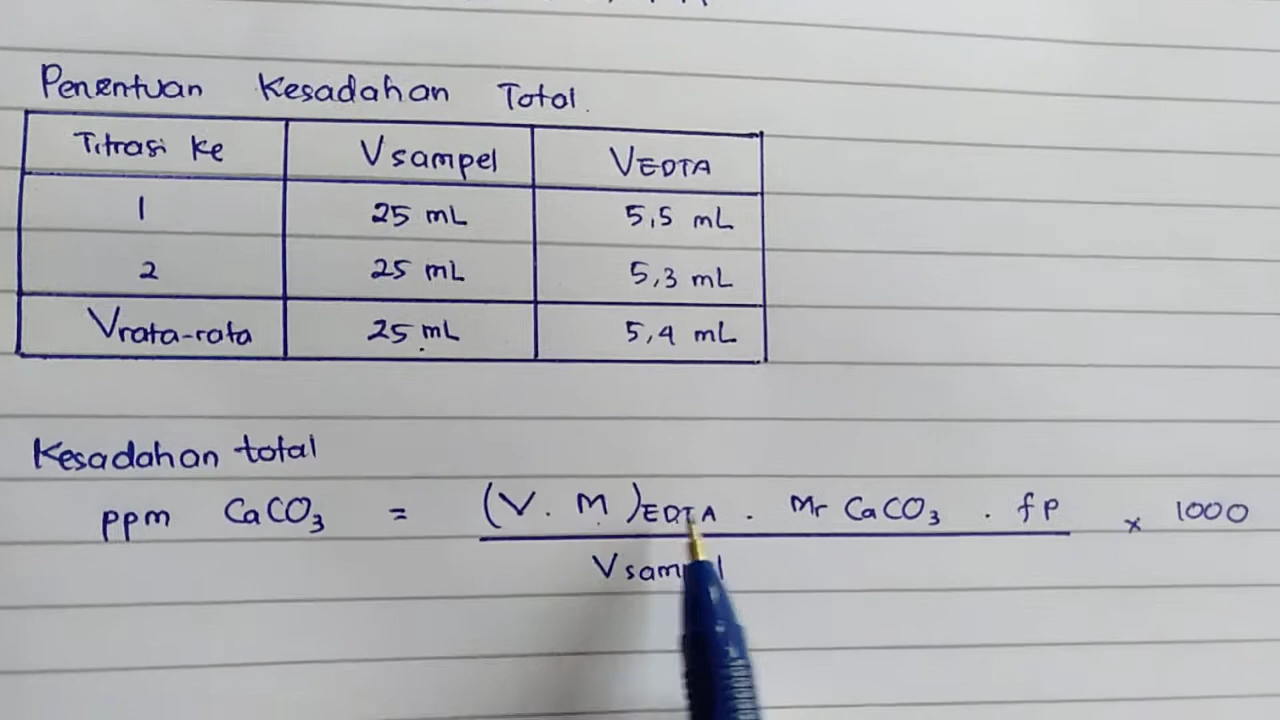 Penentuan Kesadahan Total.
Titrasi ke Vsampel VEDTA
1 25 mL 5,5 mL
2 25 mL 5,3 mL
Vrata-rata 25 mL 5,4 mL
Kesadahan total
ppm CaCO3 = (V. M)EDTA . Mr CaCO3 . fp x 1000